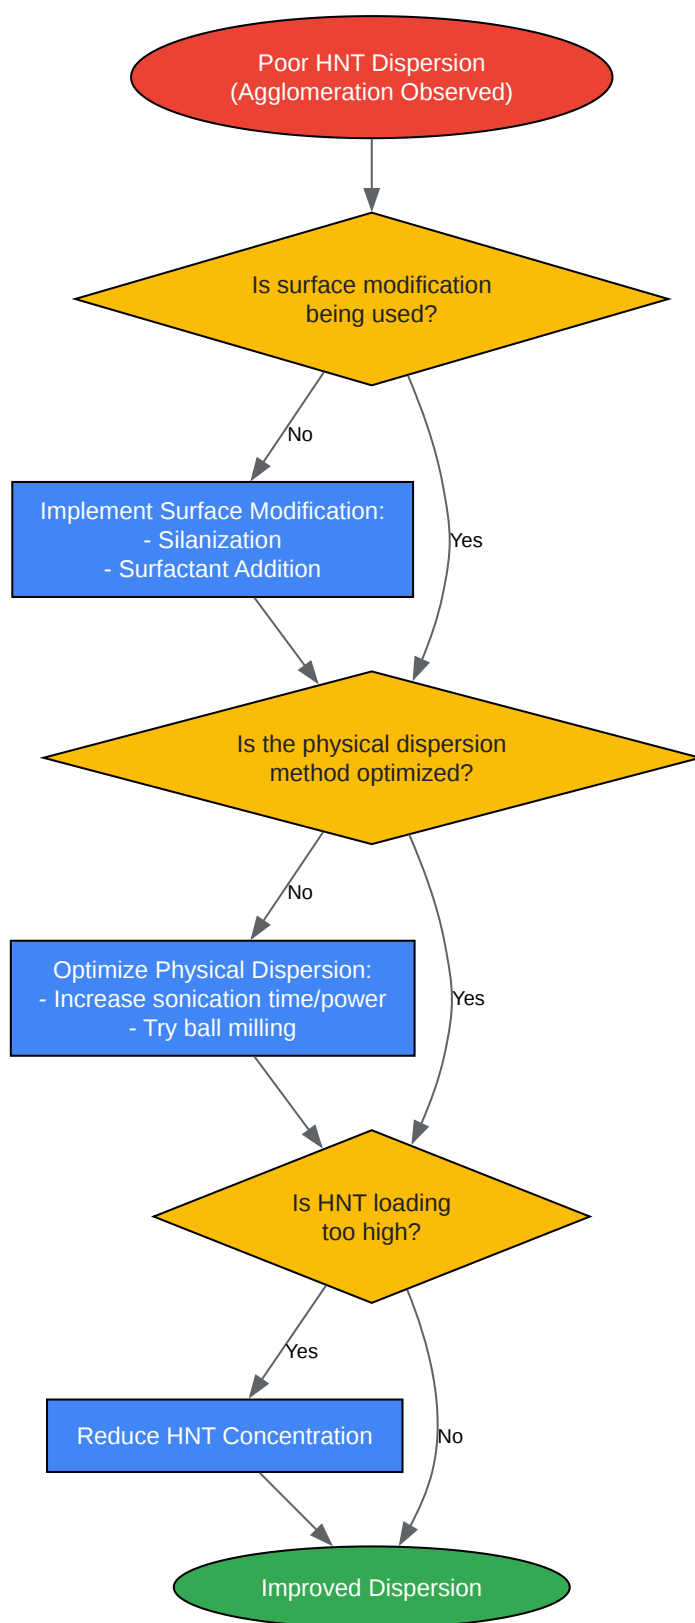 Poor HNT Dispersion
(Agglomeration Observed)
Is surface modification
being used?
No
Implement Surface Modification:
- Silanization
- Surfactant Addition
Yes
Is the physical dispersion
method optimized?
No
Optimize Physical Dispersion:
- Increase sonication time/power
- Try ball milling
Yes
Is HNT loading
too high?
Yes
Reduce HNT Concentration
No
Improved Dispersion